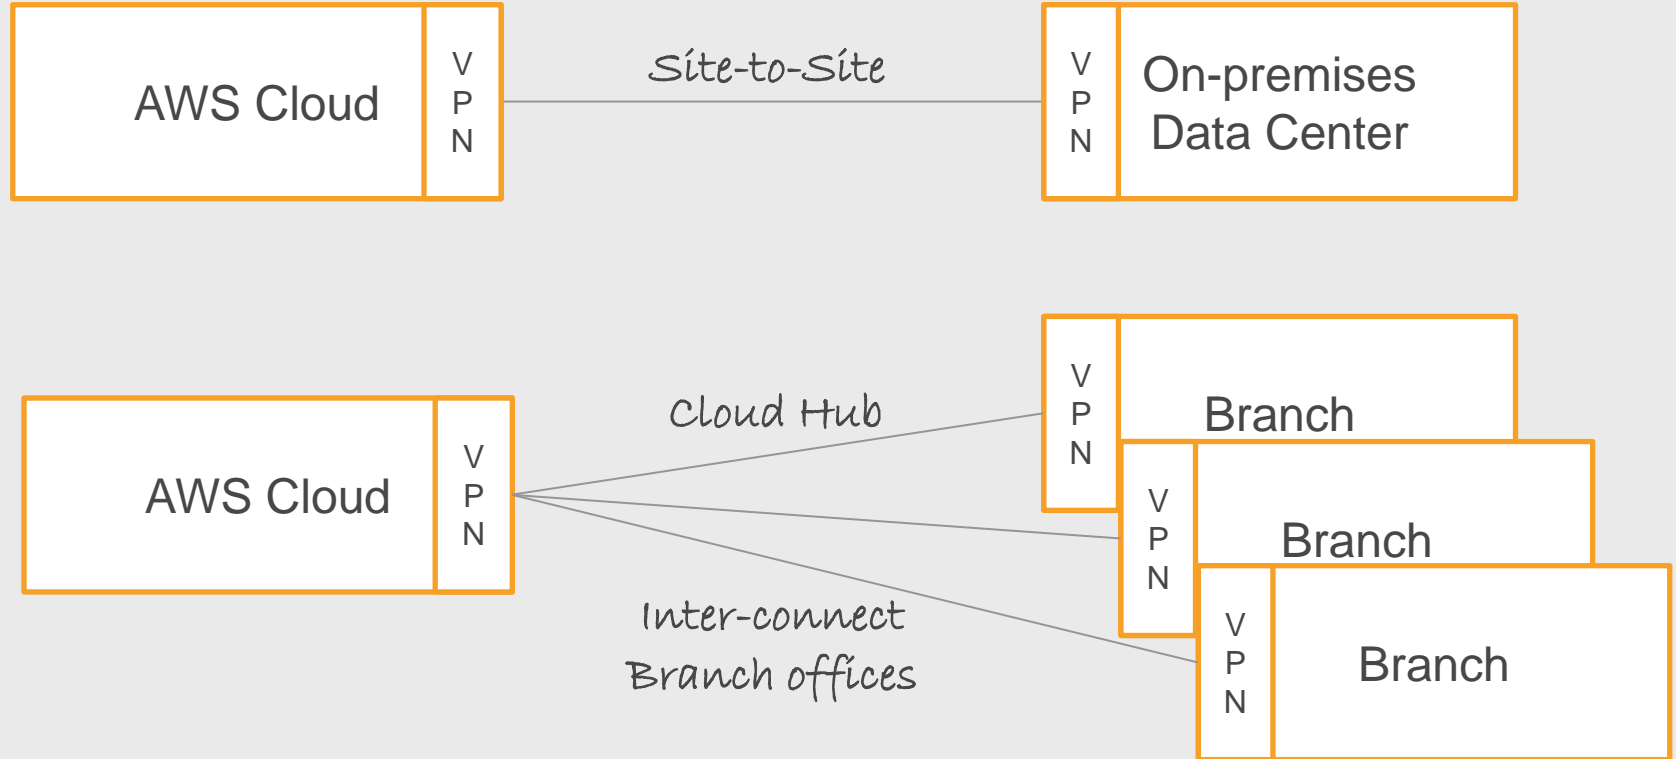 AWS Cloud
V
P
N
Site-to-Site
V
P
N
On-premises
Data Center
AWS Cloud
V
P
N
Cloud Hub
Inter-connect
Branch offices
V
P
N
Branch
V
P
N
Branch
V
P
N
Branch